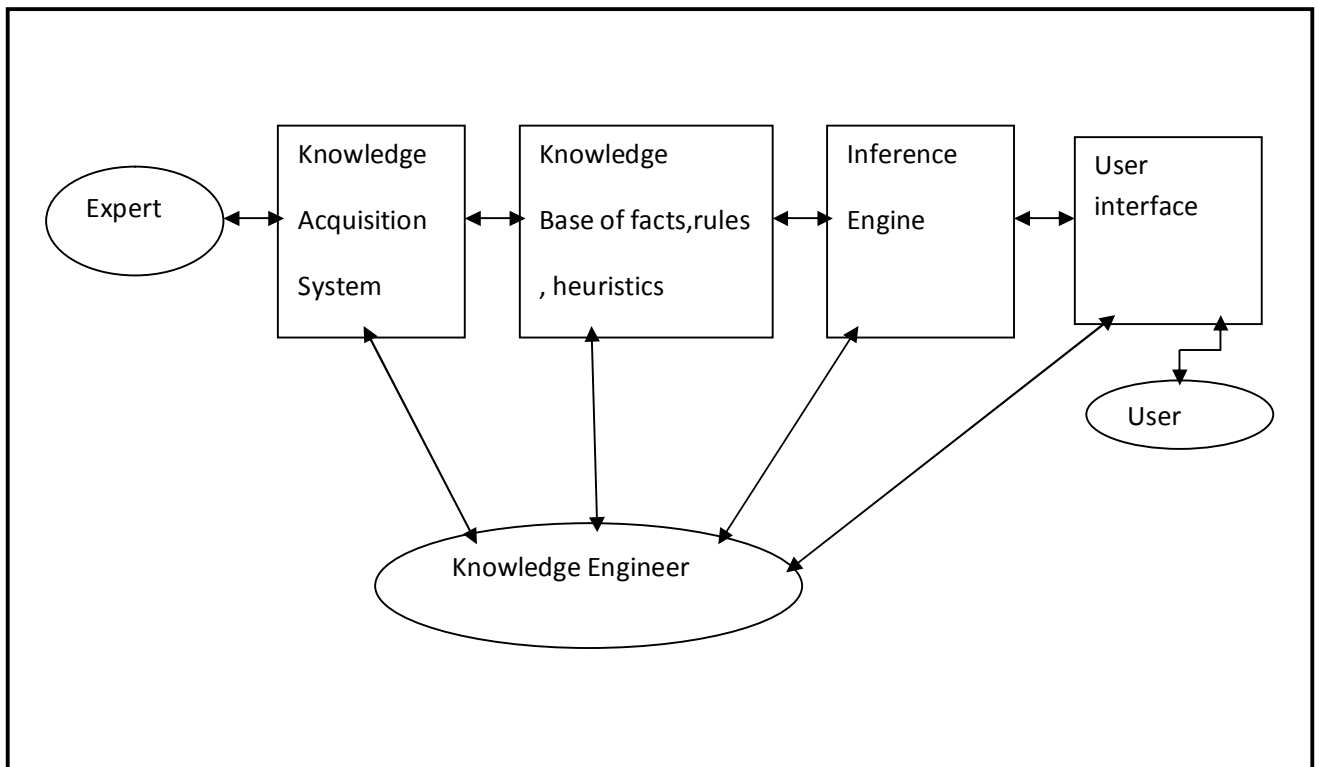 Expert
Knowledge
Acquisition
System
Knowledge
Base of facts,rules
, heuristics
Inference
Engine
User
interface
User
Knowledge Engineer